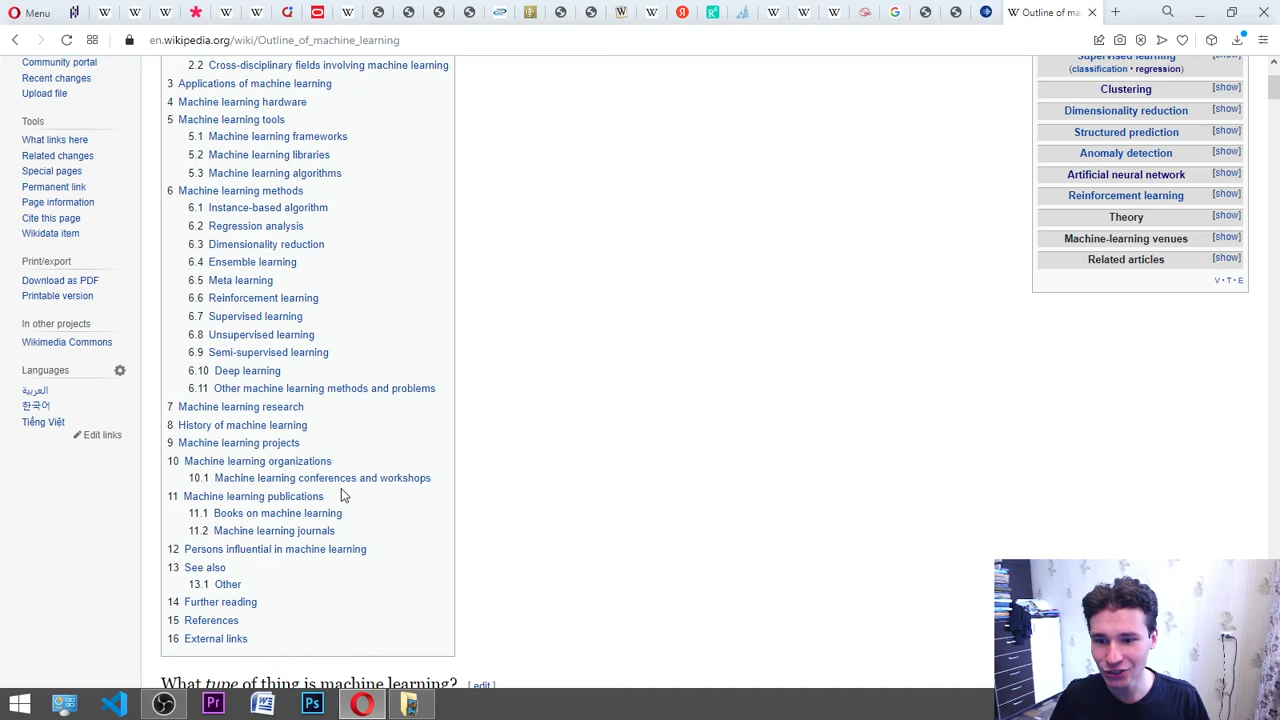 Menu
Outline of ma
en.wikipedia.org/wiki/Outline_of_machine_learning
Community portal
Recent changes
Upload file
Tools
What links here
Related changes
Special pages
Permanent link
Page information
Cite this page
Wikidata item
Print/export
Download as PDF
Printable version
In other projects
Wikimedia Commons
Languages
العربية
한국어
Tiếng Việt
Edit links
2.2 Cross-disciplinary fields involving machine learning
3 Applications of machine learning
4 Machine learning hardware
5 Machine learning tools
5.1 Machine learning frameworks
5.2 Machine learning libraries
5.3 Machine learning algorithms
6 Machine learning methods
6.1 Instance-based algorithm
6.2 Regression analysis
6.3 Dimensionality reduction
6.4 Ensemble learning
6.5 Meta learning
6.6 Reinforcement learning
6.7 Supervised learning
6.8 Unsupervised learning
6.9 Semi-supervised learning
6.10 Deep learning
6.11 Other machine learning methods and problems
7 Machine learning research
8 History of machine learning
9 Machine learning projects
10 Machine learning organizations
10.1 Machine learning conferences and workshops
11 Machine learning publications
11.1 Books on machine learning
11.2 Machine learning journals
12 Persons influential in machine learning
13 See also
13.1 Other
14 Further reading
15 References
16 External links
What type of thing is machine learning? [ edit ]
Supervised learning [show]
(classification • regression)
Clustering [show]
Dimensionality reduction [show]
Structured prediction [show]
Anomaly detection [show]
Artificial neural network [show]
Reinforcement learning [show]
Theory [show]
Machine-learning venues [show]
Related articles [show]
V · T · E
Pr
Ps